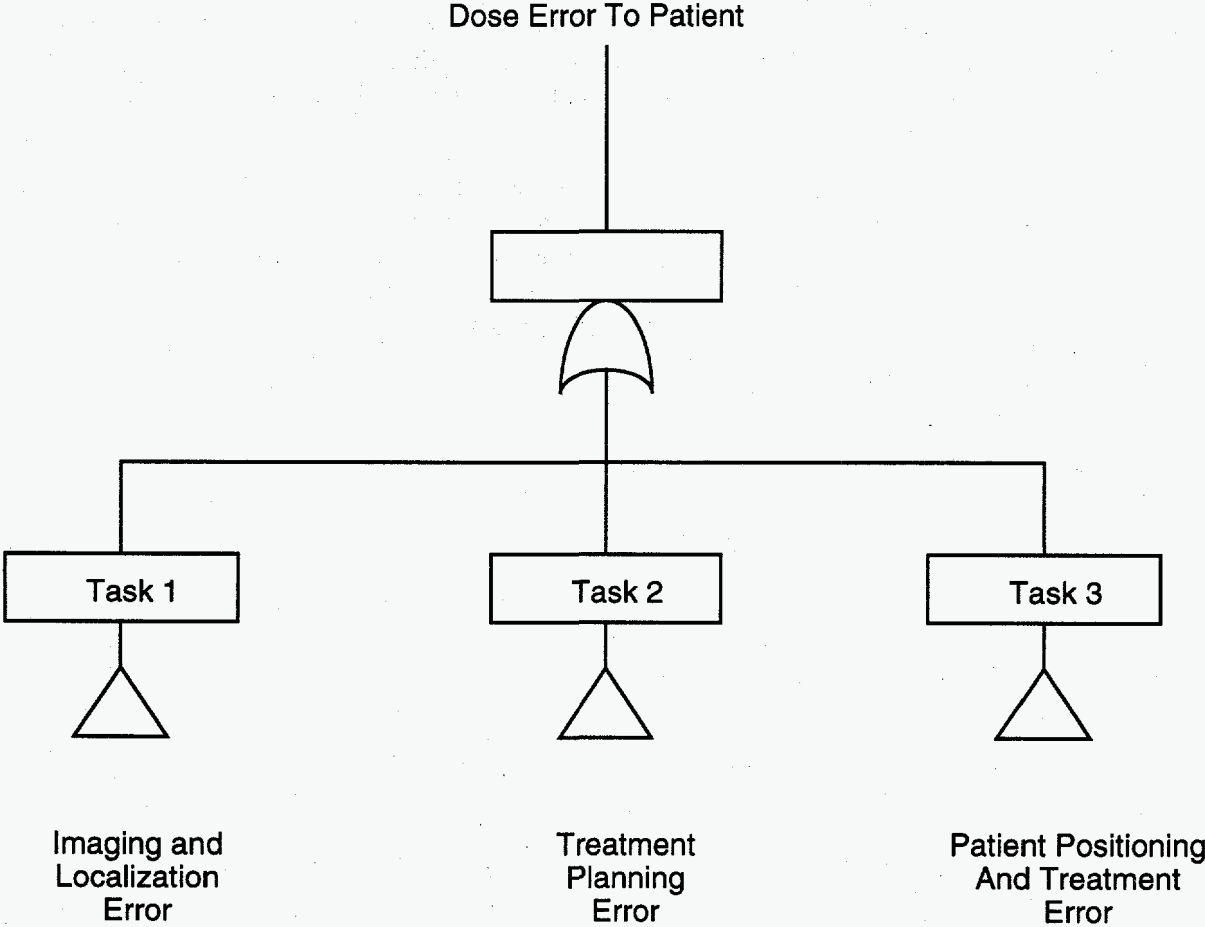 Dose Error To Patient
Task 1
Task 2
Task 3
Imaging and
Localization
Error
Treatment
Planning
Error
Patient Positioning
And Treatment
Error